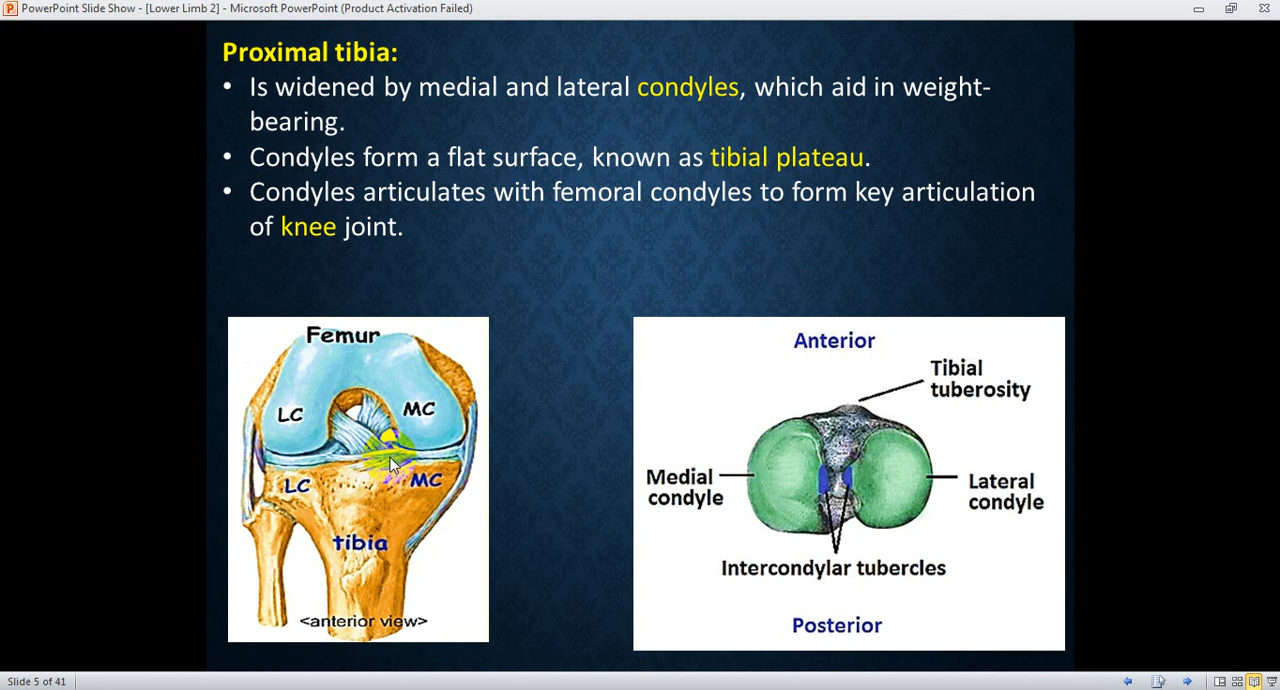 PowerPoint Slide Show - [Lower Limb 2] - Microsoft PowerPoint (Product Activation Failed)
Proximal tibia:
• Is widened by medial and lateral condyles, which aid in weight-
bearing.
• Condyles form a flat surface, known as tibial plateau.
• Condyles articulates with femoral condyles to form key articulation
of knee joint.
Femur
LC
MC
LC
MC
tibia
<anterior view>
Anterior
Tibial
tuberosity
Medial
condyle
Lateral
condyle
Intercondylar tubercles
Posterior
Slide 5 of 41